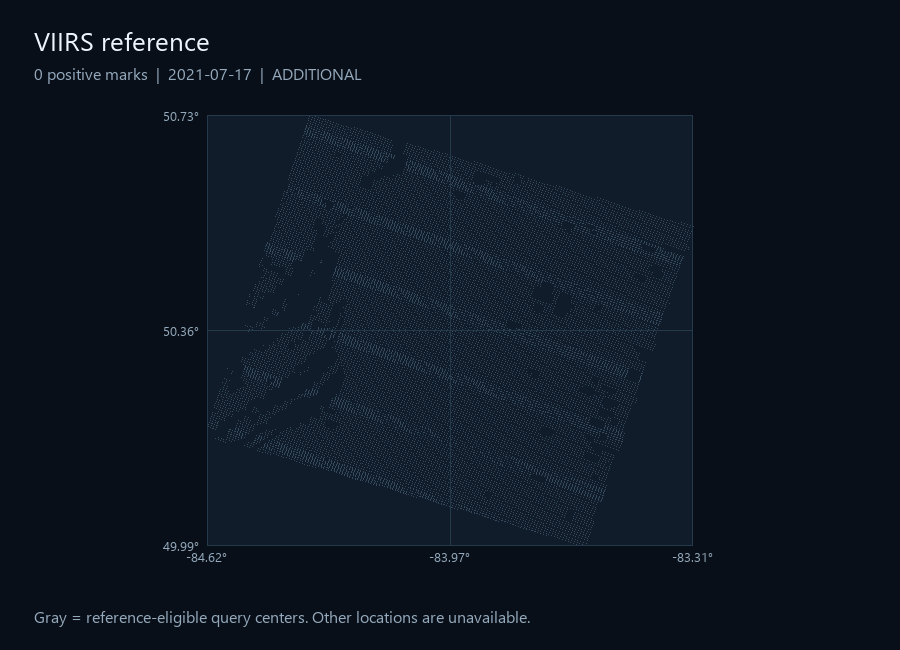 VIIRS reference
0 positive marks | 2021-07-17 | ADDITIONAL
50.73°
50.36°
49.99°
-84.62°
-83.97°
-83.31°
Gray = reference-eligible query centers. Other locations are unavailable.